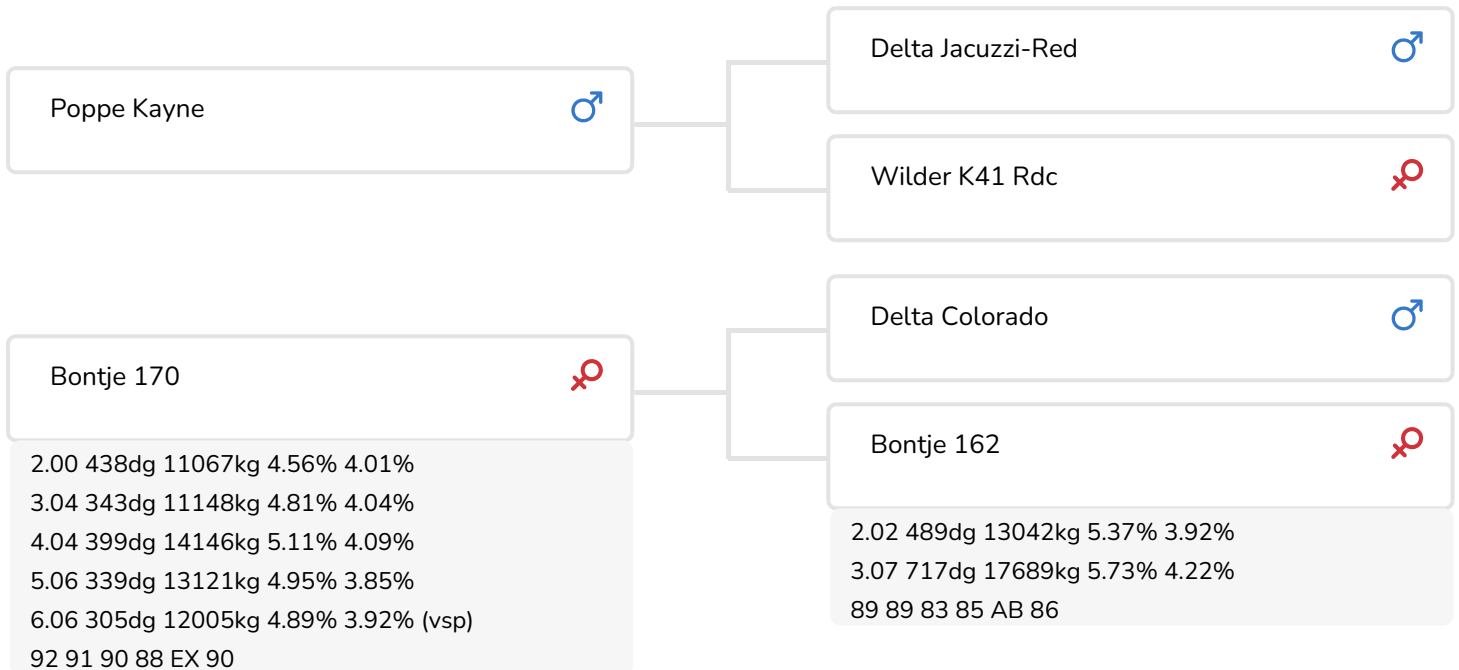 Poppe Kayne
Delta Jacuzzi-Red
Wilder K41 Rdc
Bontje 170
2.00 438dg 11067kg 4.56% 4.01%
3.04 343dg 11148kg 4.81% 4.04%
4.04 399dg 14146kg 5.11% 4.09%
5.06 339dg 13121kg 4.95% 3.85%
6.06 305dg 12005kg 4.89% 3.92% (vsp)
92 91 90 88 EX 90
Delta Colorado
Bontje 162
2.02 489dg 13042kg 5.37% 3.92%
3.07 717dg 17689kg 5.73% 4.22%
89 89 83 85 AB 86